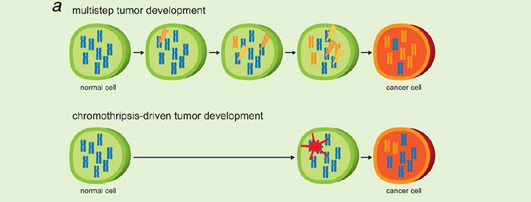 a multistep tumor development
normal cell
cancer cell
chromothripsis-driven tumor development
normal cell
cancer cell